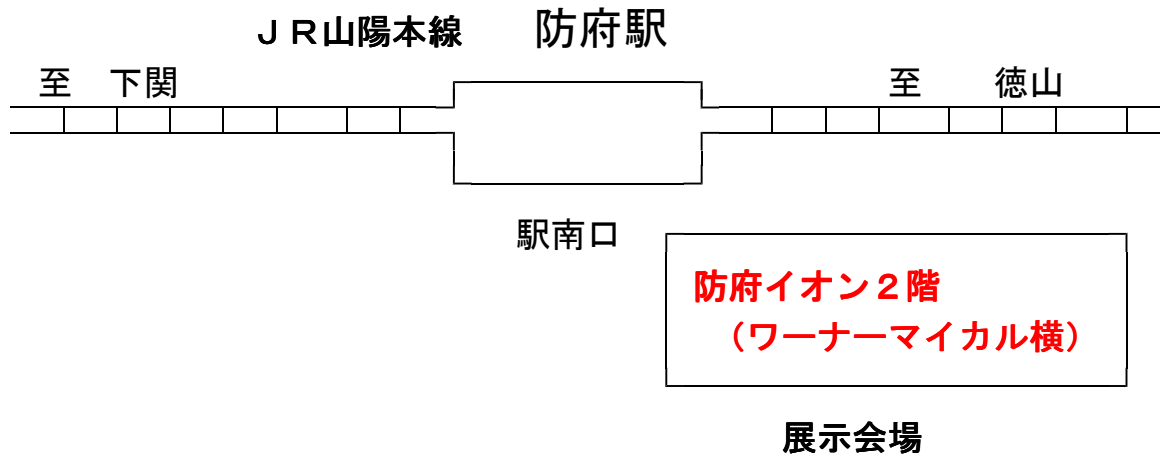 ＪＲ山陽本線　防府駅
至　下関　至　徳山
駅南口
防府イオン２階
（ワーナーマイカル横）
展示会場